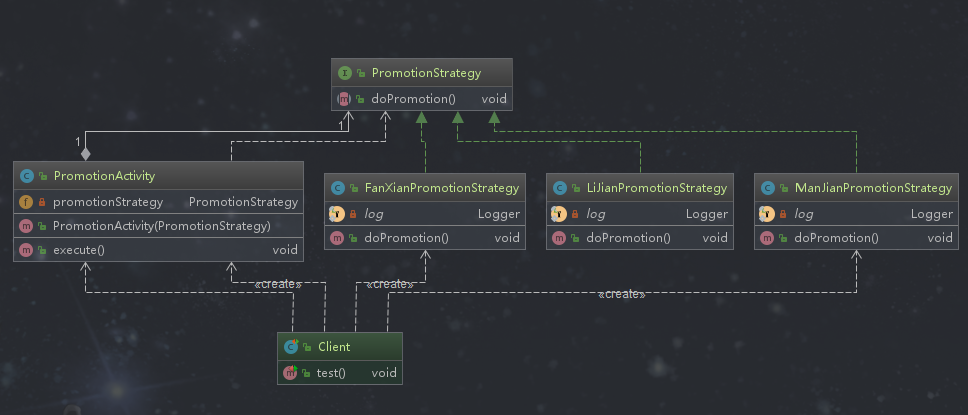 I PromotionStrategy
m doPromotion() void
1
1
C PromotionActivity
f promotionStrategy PromotionStrategy
m PromotionActivity(PromotionStrategy)
m execute() void
C FanXianPromotionStrategy
log Logger
m doPromotion() void
C LiJianPromotionStrategy
log Logger
m doPromotion() void
C ManJianPromotionStrategy
log Logger
m doPromotion() void
«create»
«create»
«create»
C Client
m test() void